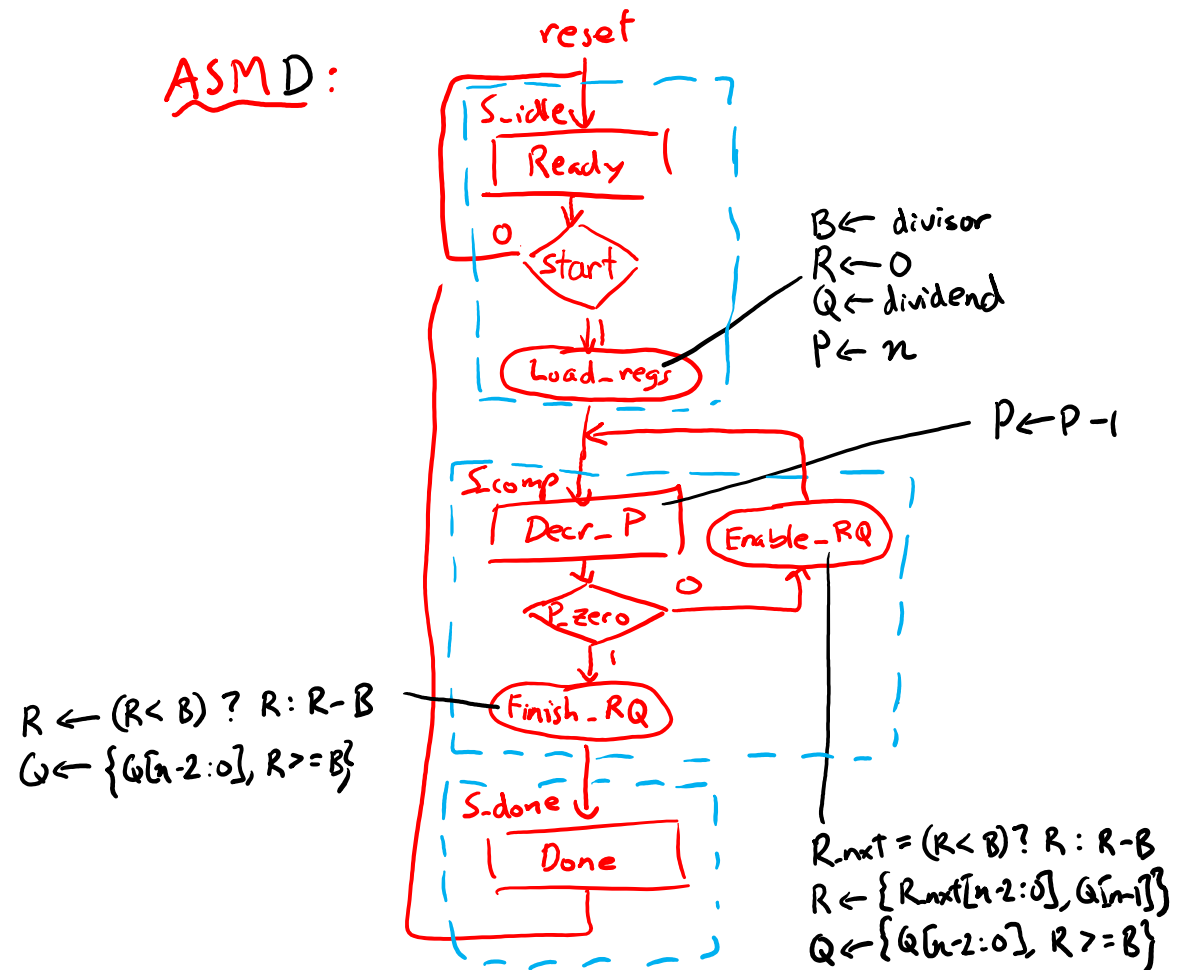 reset
ASMD:
S_idle
Ready
0
start
1
Load_regs
B ← divisor
R ← 0
Q ← dividend
P ← n
P ← P - 1
S_comp
Decr_P
Enable_RQ
0
P_zero
1
Finish_RQ
R ← (R < B) ? R : R - B
Q ← {Q[n-2:0], R >= B}
S_done
Done
R_nxt = (R < B) ? R : R - B
R ← {R_nxt[n-2:0], Q[n-1]}
Q ← {Q[n-2:0], R >= B}